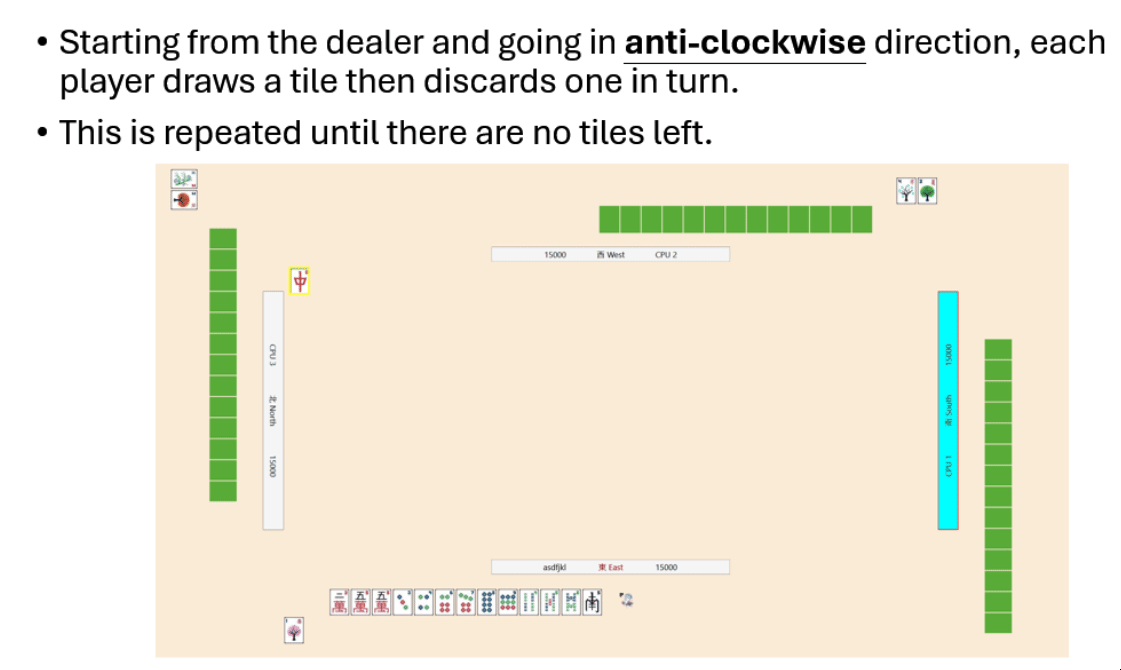 • Starting from the dealer and going in anti-clockwise direction, each
player draws a tile then discards one in turn.
• This is repeated until there are no tiles left.
15000 西 West CPU 2
中
CPU 3 北 North 15000
15000 南 South CPU 1
asdfjkl 東 East 15000
三萬 五萬 五萬 南